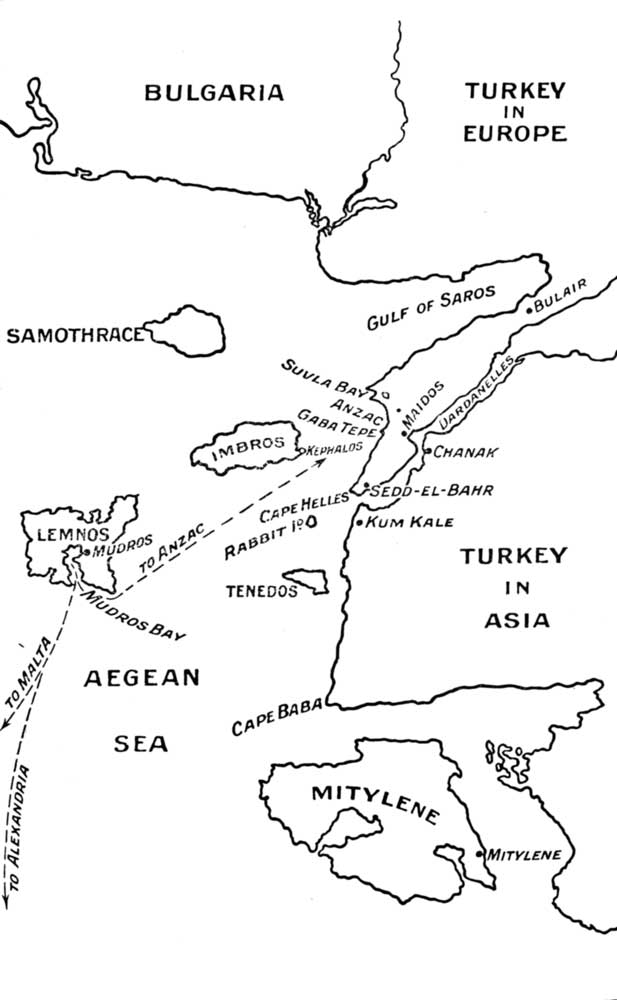 BULGARIA
TURKEY
IN
EUROPE
GULF OF SAROS
BULAIR
SAMOTHRACE
SUVLA BAY
ANZAC
GABA TEPE
MAIDOS
DARDANELLES
IMBROS
KEPHALOS
CHANAK
CAPE HELLES
SEDD-EL-BAHR
RABBIT ID
KUM KALE
LEMNOS
MUDROS
TO ANZAC
MUDROS BAY
TENEDOS
TURKEY
IN
ASIA
TO MALTA
AEGEAN
SEA
CAPE BABA
TO ALEXANDRIA
MITYLENE
MITYLENE